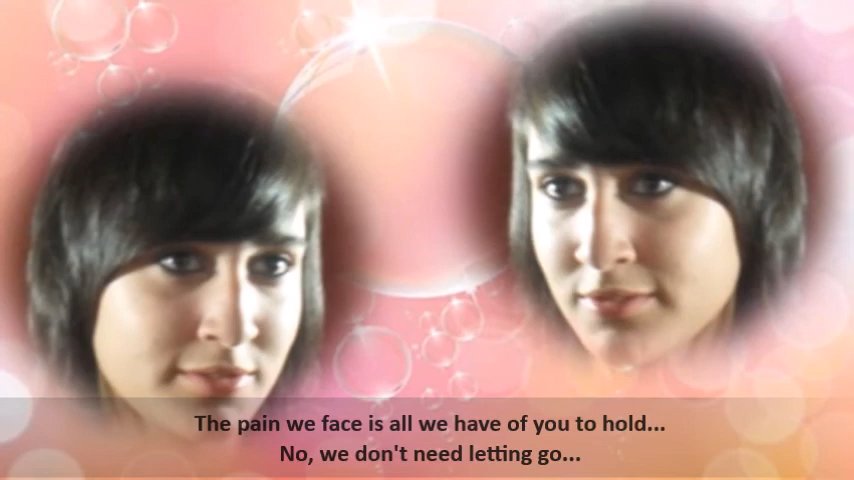 The pain we face is all we have of you to hold...
No, we don't need letting go...